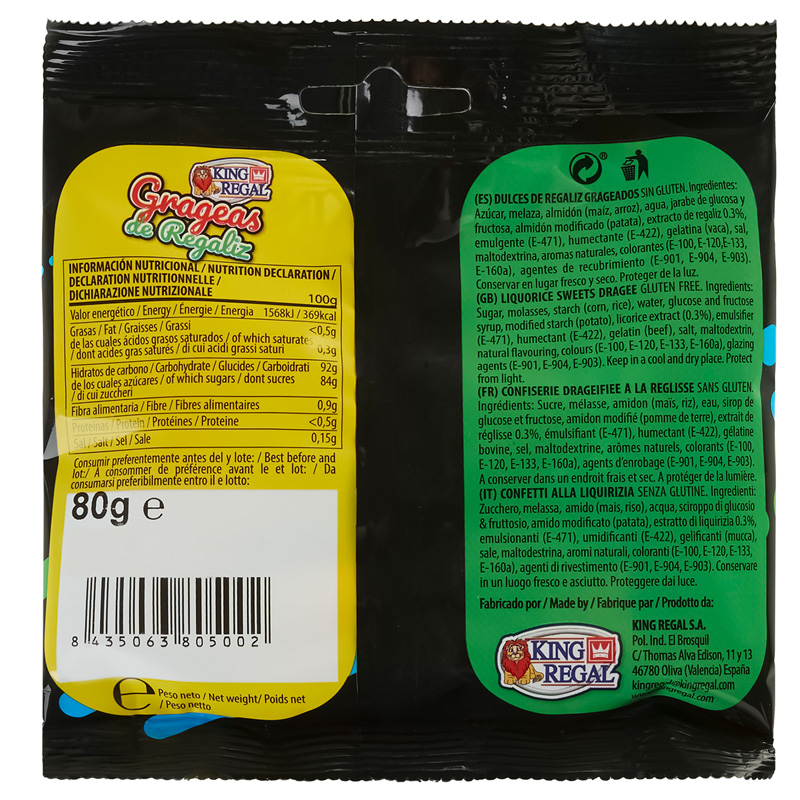 KING
REGAL
Grageas
de Regaliz
INFORMACIÓN NUTRICIONAL / NUTRITION DECLARATION /
DECLARATION NUTRITIONNELLE /
DICHIARAZIONE NUTRIZIONALE 100g
Valor energético / Energy / Énergie / Energia 1568kJ / 369kcal
Grasas / Fat / Graisses / Grassi <0,5g
de las cuales ácidos grasos saturados / of which saturates
/ dont acides gras saturés / di cui acidi grassi saturi 0,3g
Hidratos de carbono / Carbohydrate / Glucides / Carboidrati 92g
de los cuales azúcares / of which sugars / dont sucres 84g
/ di cui zuccheri
Fibra alimentaria / Fibre / Fibres alimentaires 0,9g
Proteínas / Protein / Protéines / Proteine <0,5g
Sal / Salt / Sel / Sale 0,15g
Consumir preferentemente antes del y lote: / Best before and
lot:/ A consommer de préférence avant le et lot: / Da
consumarsi preferibilmente entro il e lotto:
80g e
8 435063 805002
e Peso neto / Net weight/ Poids net
/ Peso netto
(ES) DULCES DE REGALIZ GRAGEADOS SIN GLUTEN. Ingredientes:
Azúcar, melaza, almidón (maíz, arroz), agua, jarabe de glucosa y
fructosa, almidón modificado (patata), extracto de regaliz 0.3%,
emulgente (E-471), humectante (E-422), gelatina (vaca), sal,
maltodextrina, aromas naturales, colorantes (E-100, E-120,E-133,
E-160a), agentes de recubrimiento (E-901, E-904, E-903).
Conservar en lugar fresco y seco. Proteger de la luz.
(GB) LIQUORICE SWEETS DRAGEE GLUTEN FREE. Ingredients:
Sugar, molasses, starch (corn, rice), water, glucose and fructose
syrup, modified starch (potato), licorice extract (0.3%), emulsifier
(E-471), humectant (E-422), gelatin (beef), salt, maltodextrin,
natural flavouring, colours (E-100, E-120, E-133, E-160a), glazing
agents (E-901, E-904, E-903). Keep in a cool and dry place. Protect
from light.
(FR) CONFISERIE DRAGEIFIEE A LA REGLISSE SANS GLUTEN.
Ingrédients: Sucre, mélasse, amidon (maïs, riz), eau, sirop de
glucose et fructose, amidon modifié (pomme de terre), extrait de
réglisse 0.3%, émulsifiant (E-471), humectant (E-422), gélatine
bovine, sel, maltodextrine, arômes naturels, colorants (E-100,
E-120, E-133, E-160a), agents d'enrobage (E-901, E-904, E-903).
A conserver dans un endroit frais et sec. A protéger de la lumière.
(IT) CONFETTI ALLA LIQUIRIZIA SENZA GLUTINE. Ingredienti:
Zucchero, melassa, amido (mais, riso), acqua, sciroppo di glucosio
& fruttosio, amido modificato (patata), estratto di liquirizia 0.3%,
emulsionanti (E-471), umidificanti (E-422), gelificanti (mucca),
sale, maltodestrina, aromi naturali, coloranti (E-100, E-120, E-133,
E-160a), agenti di rivestimento (E-901, E-904, E-903). Conservare
in un luogo fresco e asciutto. Proteggere dai luce.
Fabricado por / Made by / Fabrique par / Prodotto da:
KING
REGAL
KING REGAL S.A.
Pol. Ind. El Brosquil
C/ Thomas Alva Edison, 11 y 13
46780 Oliva (Valencia) España
kingregal@kingregal.com
www.kingregal.com